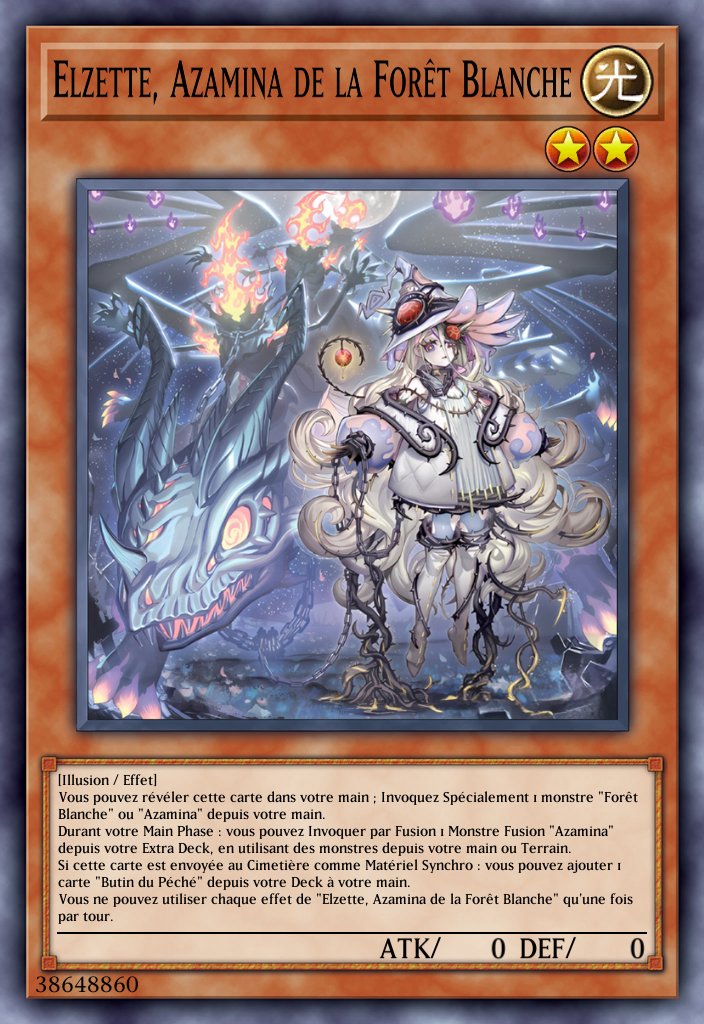 Elzette, Azamina de la Forêt Blanche
光
[Illusion / Effet]
Vous pouvez révéler cette carte dans votre main ; Invoquez Spécialement 1 monstre "Forêt
Blanche" ou "Azamina" depuis votre main.
Durant votre Main Phase : vous pouvez Invoquer par Fusion 1 Monstre Fusion "Azamina"
depuis votre Extra Deck, en utilisant des monstres depuis votre main ou Terrain.
Si cette carte est envoyée au Cimetière comme Matériel Synchro : vous pouvez ajouter 1
carte "Butin du Péché" depuis votre Deck à votre main.
Vous ne pouvez utiliser chaque effet de "Elzette, Azamina de la Forêt Blanche" qu'une fois
par tour.
ATK/ 0 DEF/ 0
38648860